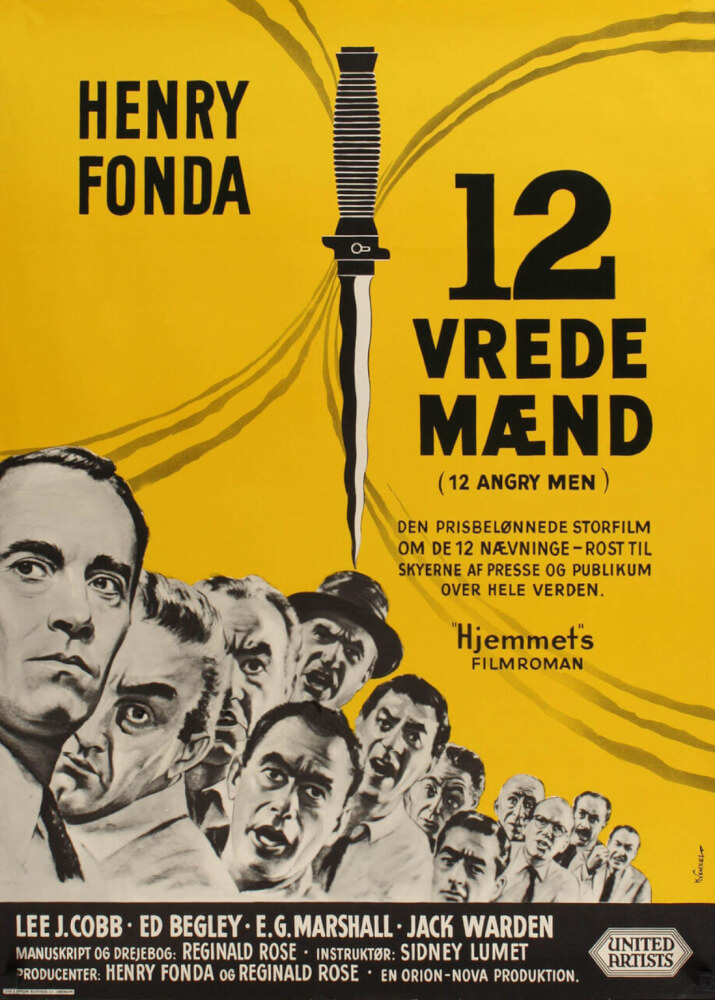 HENRY
FONDA
12
VREDE
MÆND
(12 ANGRY MEN)
DEN PRISBELØNNEDE STORFILM
OM DE 12 NÆVNINGE-ROST TIL
SKYERNE AF PRESSE OG PUBLIKUM
OVER HELE VERDEN.
"Hjemmet"s
FILMROMAN
LEE J. COBB · ED BEGLEY · E.G. MARSHALL · JACK WARDEN
MANUSKRIPT OG DREJEBOG: REGINALD ROSE · INSTRUKTØR: SIDNEY LUMET
PRODUCENTER: HENRY FONDA OG REGINALD ROSE · EN ORION-NOVA PRODUKTION.
UNITED
ARTISTS